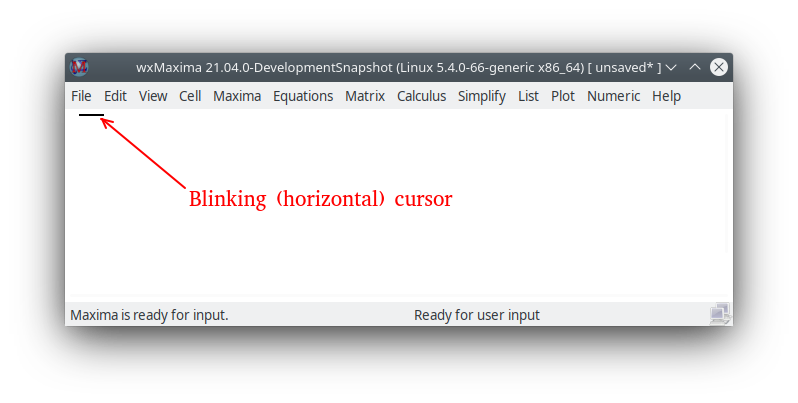 wxMaxima 21.04.0-DevelopmentSnapshot (Linux 5.4.0-66-generic x86_64) [ unsaved* ]
File Edit View Cell Maxima Equations Matrix Calculus Simplify List Plot Numeric Help
Blinking (horizontal) cursor
Maxima is ready for input. Ready for user input